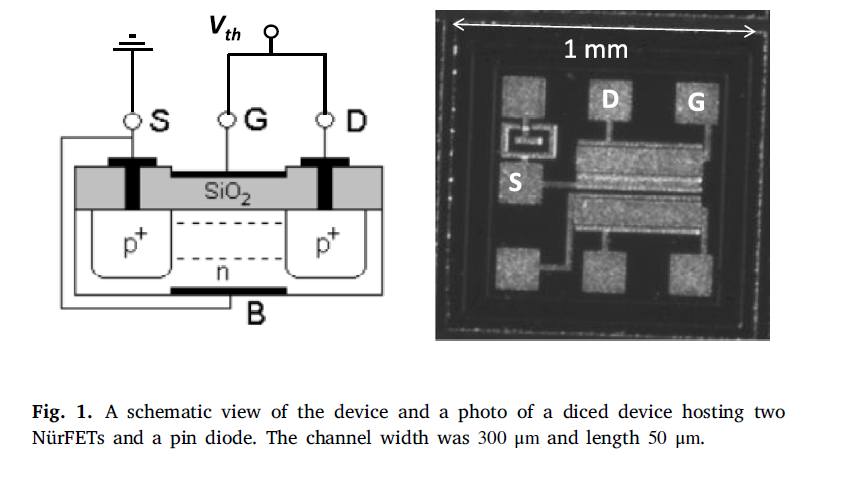 V th
S G D
SiO2
p+ p+
n
B
1 mm
D G
S
Fig. 1. A schematic view of the device and a photo of a diced device hosting two
NürFETs and a pin diode. The channel width was 300 μm and length 50 μm.